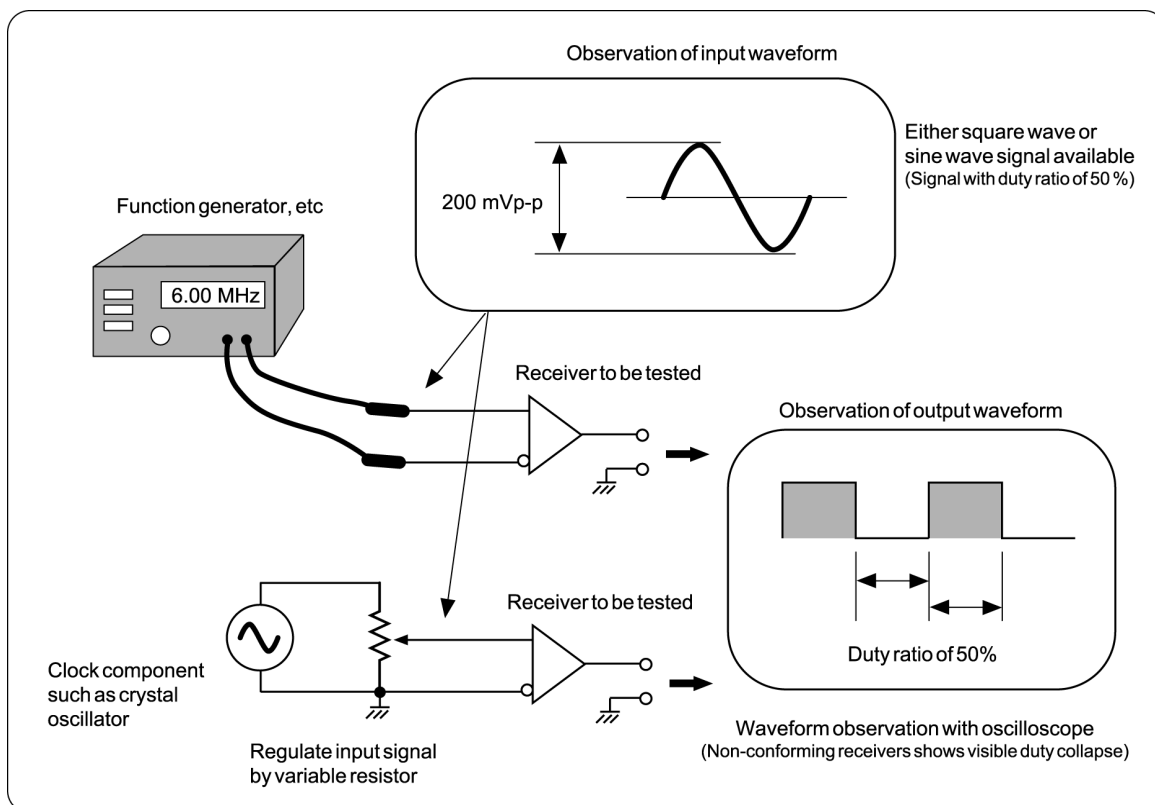 Observation of input waveform
200 mVp-p
Either square wave or
sine wave signal available
(Signal with duty ratio of 50 %)
Function generator, etc
6.00 MHz
Receiver to be tested
Observation of output waveform
Duty ratio of 50%
Receiver to be tested
Clock component
such as crystal
oscillator
Regulate input signal
by variable resistor
Waveform observation with oscilloscope
(Non-conforming receivers shows visible duty collapse)